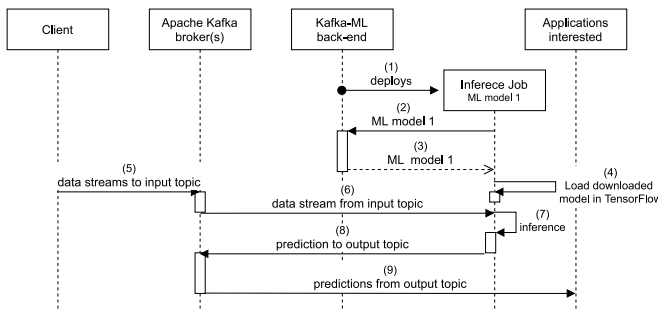 Client
Apache Kafka
broker(s)
Kafka-ML
back-end
Applications
interested
(1)
deploys
Inferece Job
ML model 1
(2)
ML model 1
(3)
ML model 1
(4)
Load downloaded
model in TensorFlow
(5)
data streams to input topic
(6)
data stream from input topic
(7)
inference
(8)
prediction to output topic
(9)
predictions from output topic